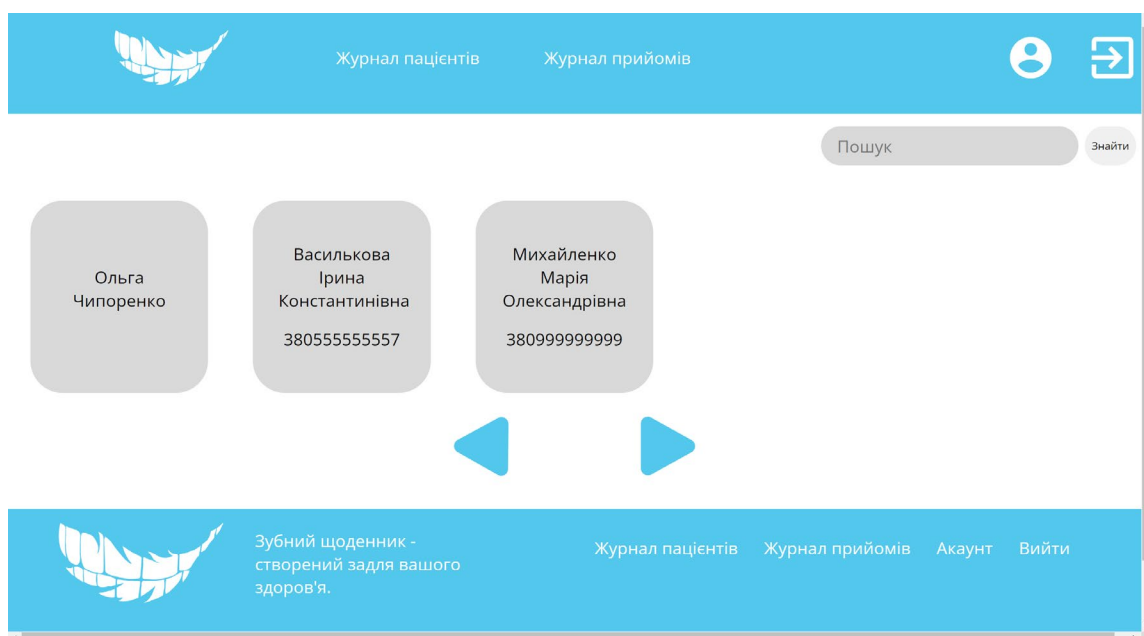 Журнал пацієнтів
Журнал прийомів
Пошук
Знайти
Ольга
Чипоренко
Василькова
Ірина
Константинівна
380555555557
Михайленко
Марія
Олександрівна
380999999999
Зубний щоденник -
створений задля вашого
здоров'я.
Журнал пацієнтів
Журнал прийомів
Акаунт
Вийти